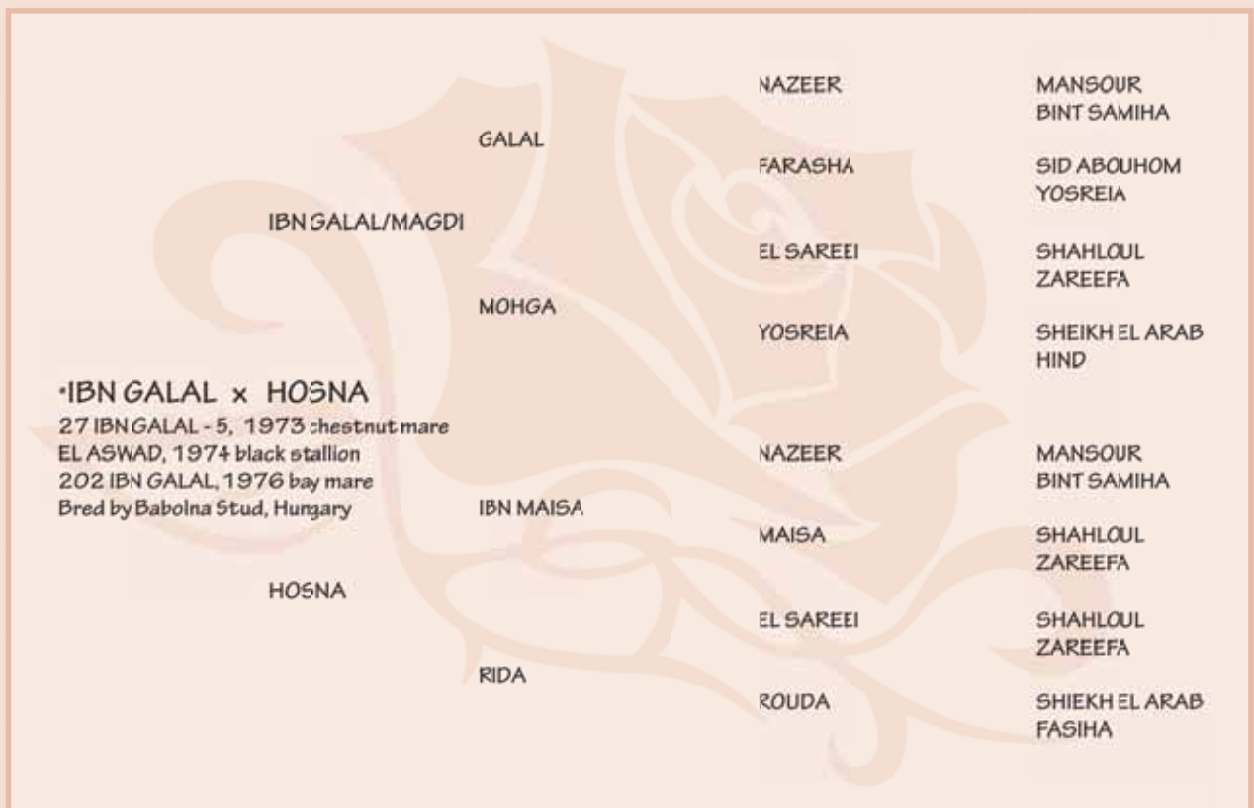 NAZEER
MANSOUR
BINT SAMIHA
GALAL
FARASHA
SID ABOUHOM
YOSREIA
IBN GALAL/MAGDI
EL SAREEI
SHAHLOUL
ZAREEFA
MOHGA
YOSREIA
SHEIKH EL ARAB
HIND
*IBN GALAL x HOSNA
27 IBN GALAL - 5, 1973 chestnut mare
EL ASWAD, 1974 black stallion
202 IBN GALAL, 1976 bay mare
Bred by Babolna Stud, Hungary
NAZEER
MANSOUR
BINT SAMIHA
IBN MAISA
MAISA
SHAHLOUL
ZAREEFA
HOSNA
EL SAREEI
SHAHLOUL
ZAREEFA
RIDA
ROUDA
SHIEKH EL ARAB
FASIHA